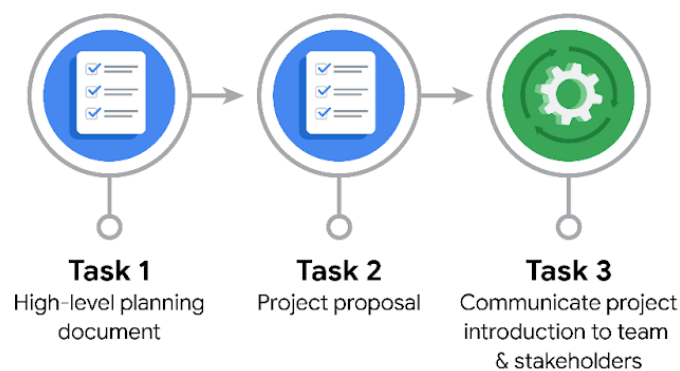 Task 1
High-level planning
document
Task 2
Project proposal
Task 3
Communicate project
introduction to team
& stakeholders